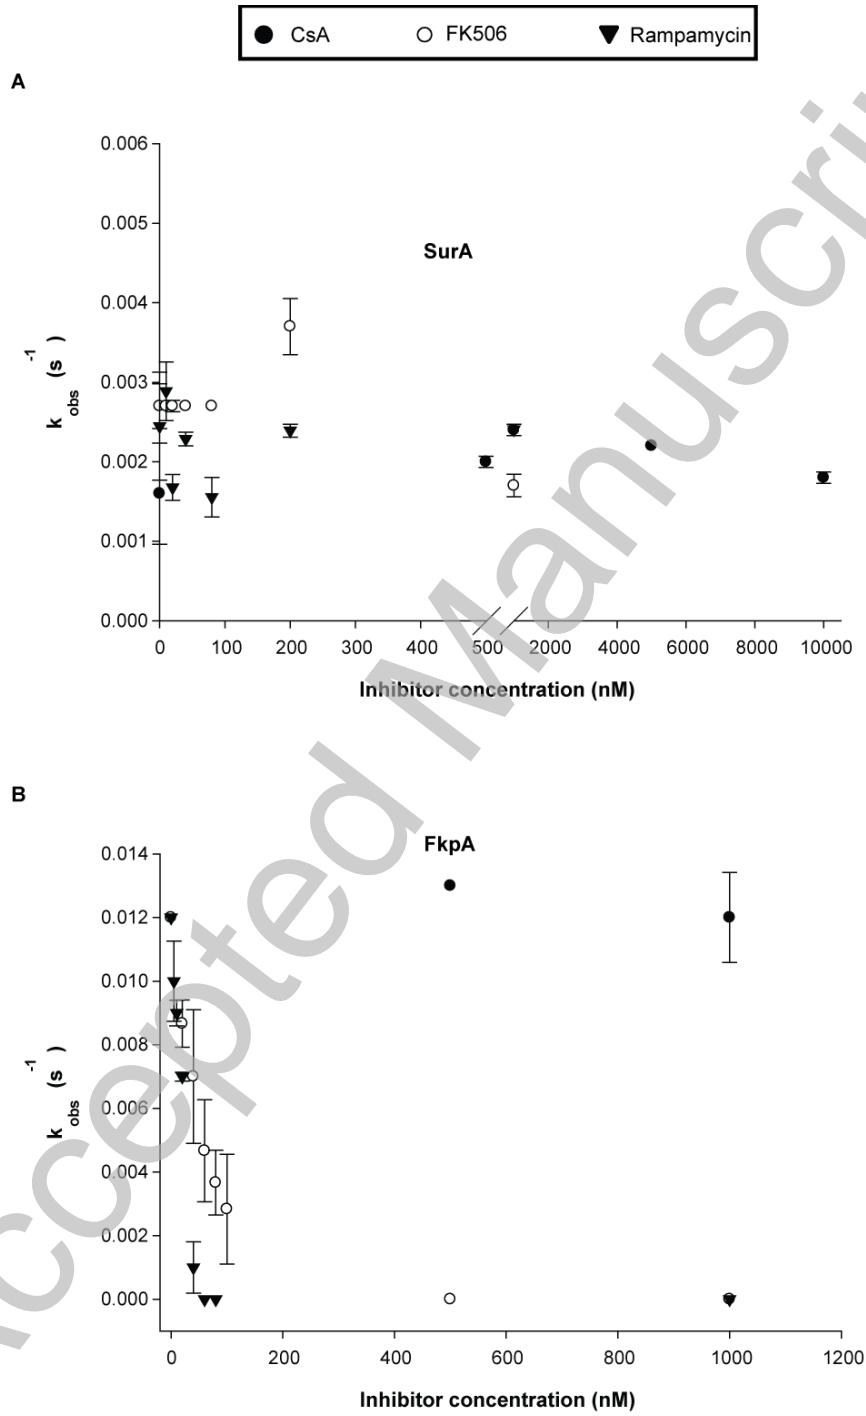 CsA FK506 Rampamycin
A
0.006
0.005
SurA
0.004
0.003
0.002
0.001
0.000
k obs (s -1)
0 100 200 300 400 500 2000 4000 6000 8000 10000
Inhibitor concentration (nM)
B
FkpA
0.014
0.012
0.010
0.008
0.006
0.004
0.002
0.000
k obs (s -1)
0 200 400 600 800 1000 1200
Inhibitor concentration (nM)
ccepted Manuscri